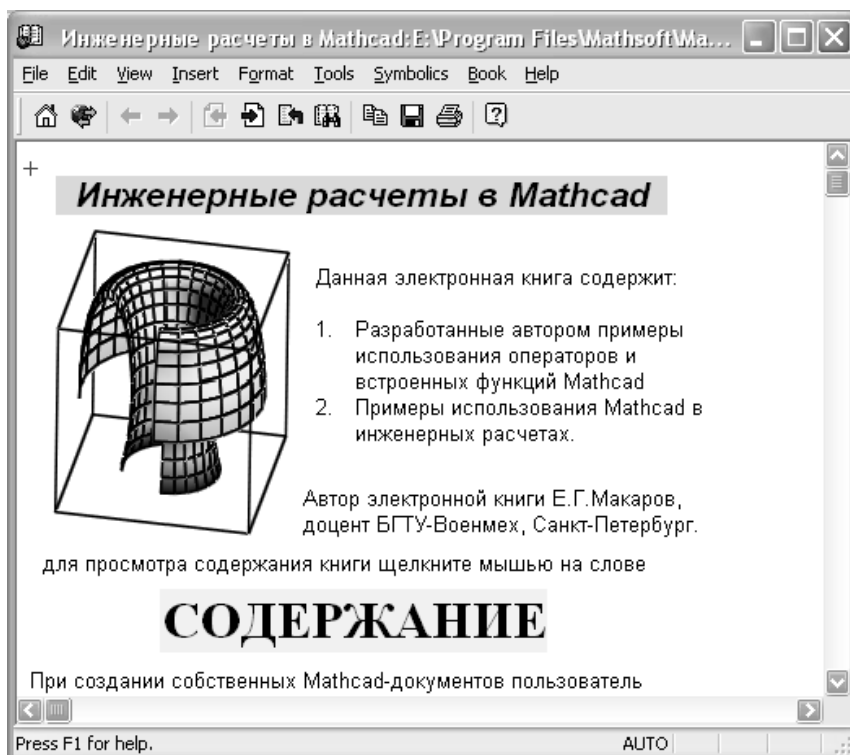 Инженерные расчеты в Mathcad:E:\Program Files\Mathsoft\Ma...
File Edit View Insert Format Tools Symbolics Book Help
Инженерные расчеты в Mathcad
Данная электронная книга содержит:
1. Разработанные автором примеры
использования операторов и
встроенных функций Mathcad
2. Примеры использования Mathcad в
инженерных расчетах.
Автор электронной книги Е.Г.Макаров,
доцент БГТУ-Военмех, Санкт-Петербург.
для просмотра содержания книги щелкните мышью на слове
СОДЕРЖАНИЕ
При создании собственных Mathcad-документов пользователь
Press F1 for help. AUTO